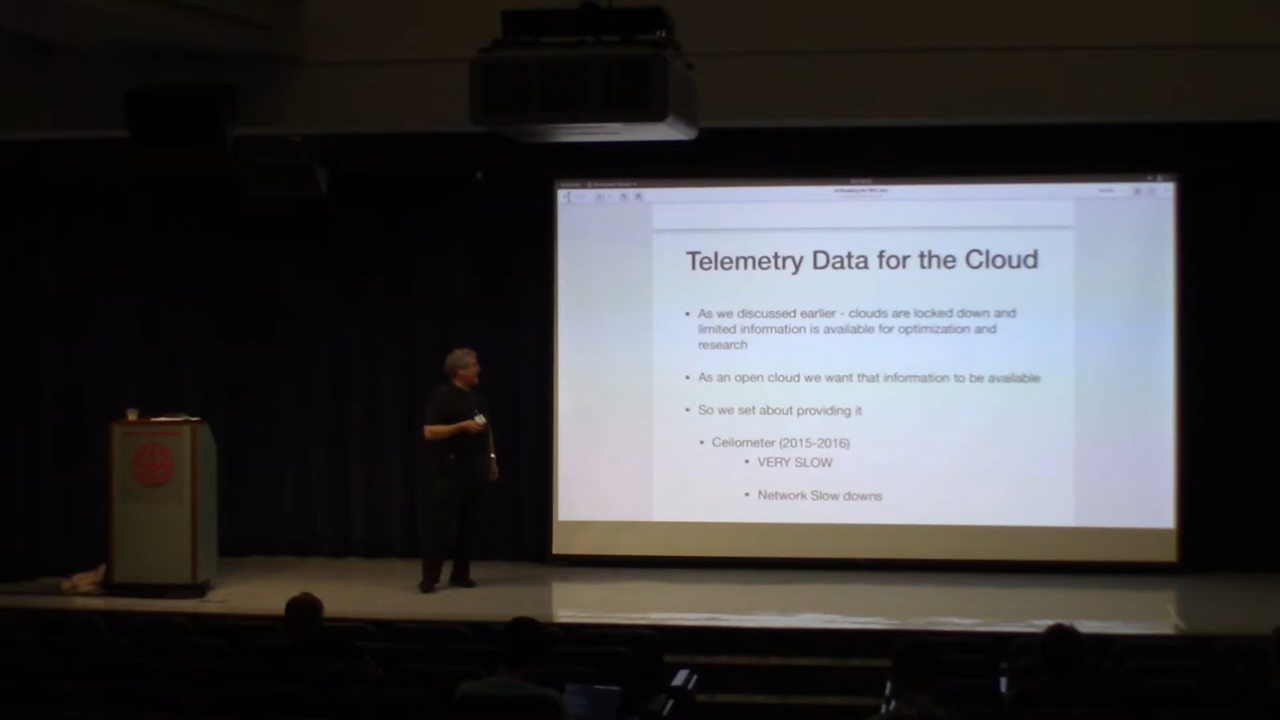 Telemetry Data for the Cloud
• As we discussed earlier - clouds are locked down and
limited information is available for optimization and
research
• As an open cloud we want that information to be available
• So we set about providing it
• Ceilometer (2015-2016)
• VERY SLOW
• Network Slow downs